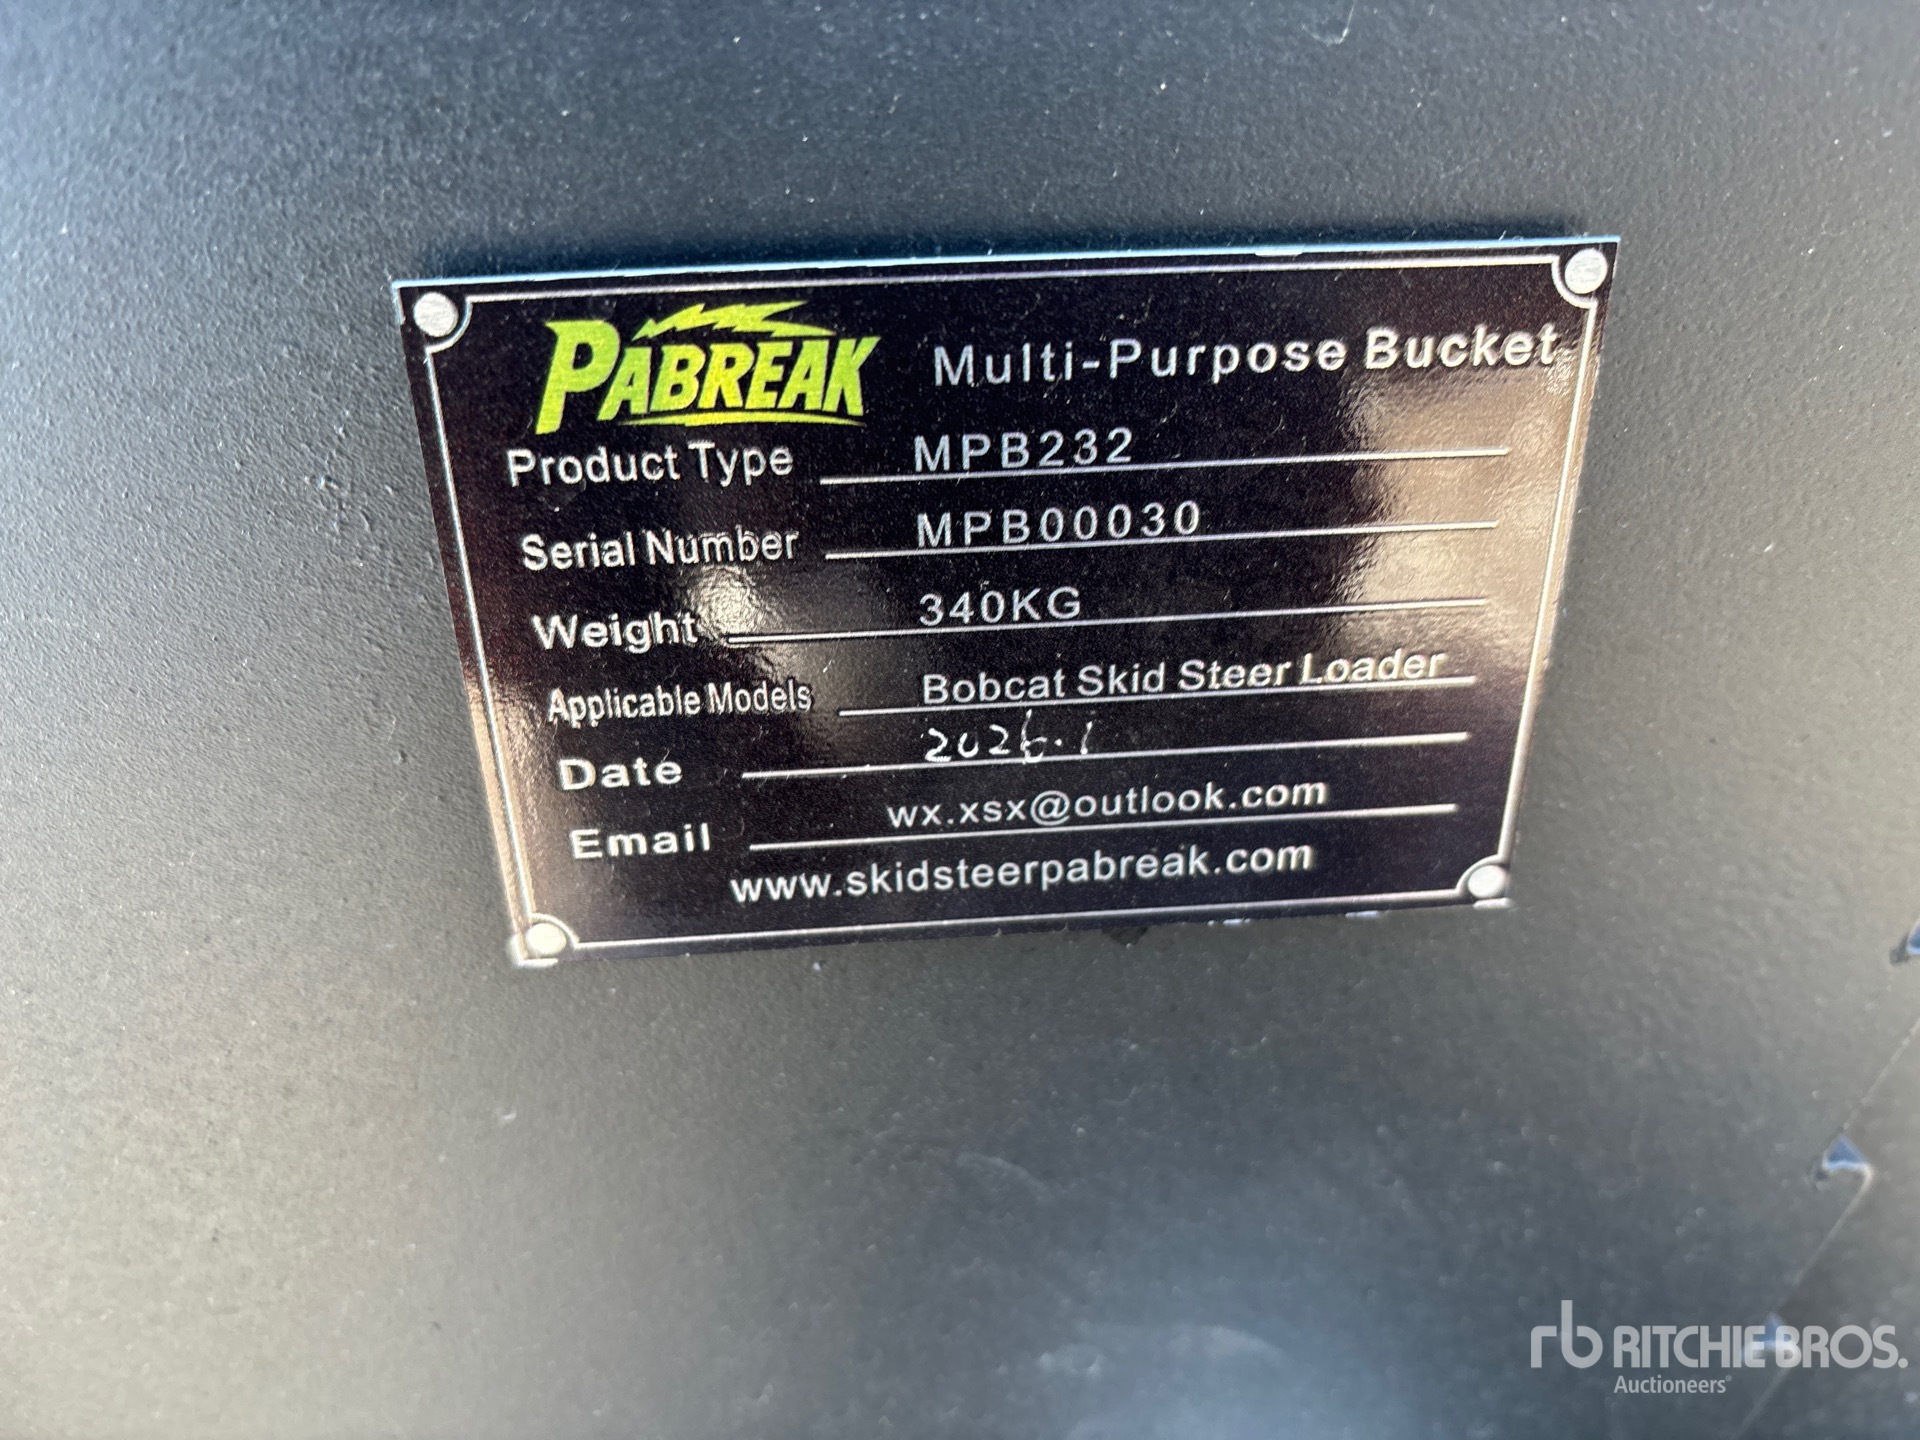 PABREAK Multi-Purpose Bucket
Product Type MPB232
Serial Number MPB00030
Weight 340KG
Applicable Models Bobcat Skid Steer Loader
Date 2026.1
Email wx.xsx@outlook.com
www.skidsteerpabreak.com
rb RITCHIE BROS.
Auctioneers